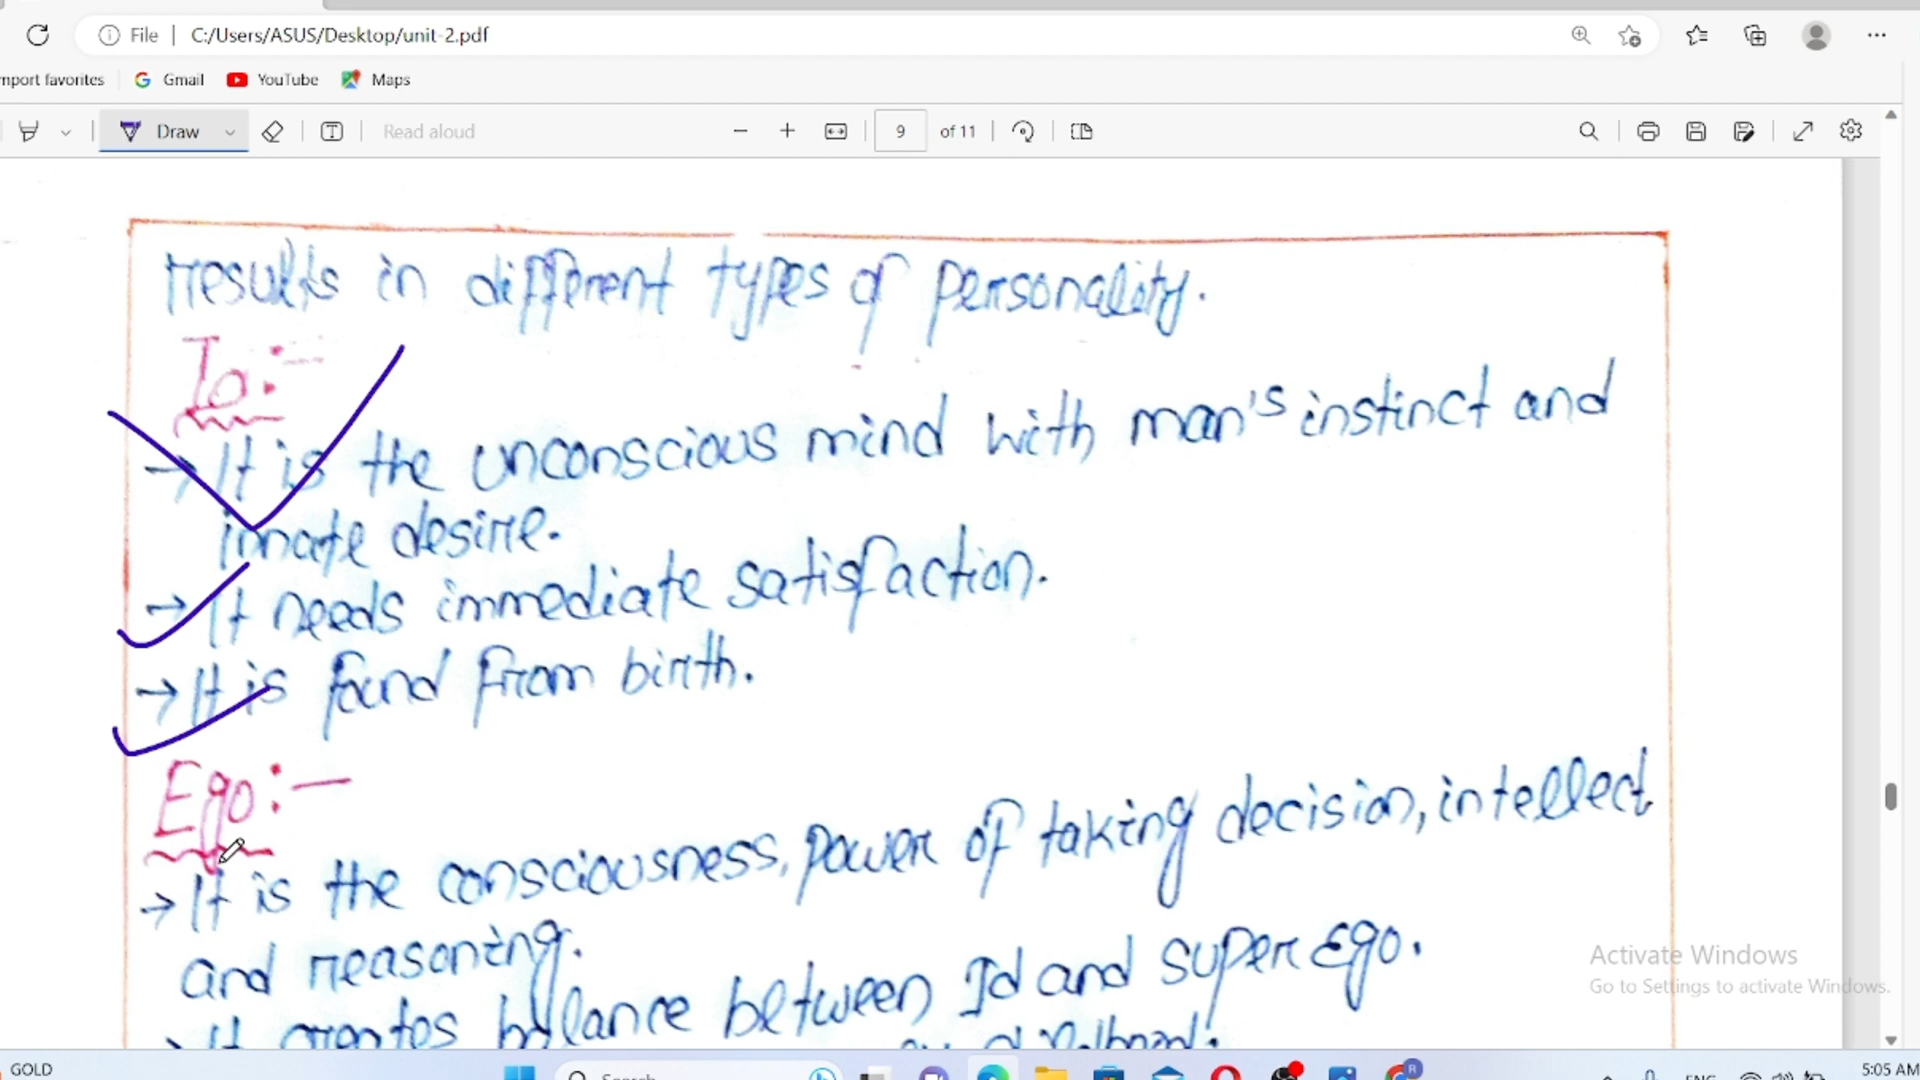 File | C:/Users/ASUS/Desktop/unit-2.pdf
mport favorites Gmail YouTube Maps
Draw Read aloud 9 of 11
results in different types of personality.
ID:-
→ It is the unconscious mind with man's instinct and
innate desire.
→ It needs immediate satisfaction.
→ It is found from birth.
Ego:-
→ It is the consciousness, power of taking decision, intellect
and reasoning.
It creates balance between Id and super Ego.
Activate Windows
Go to Settings to activate Windows.
GOLD
Search
ENG
5:05 AM